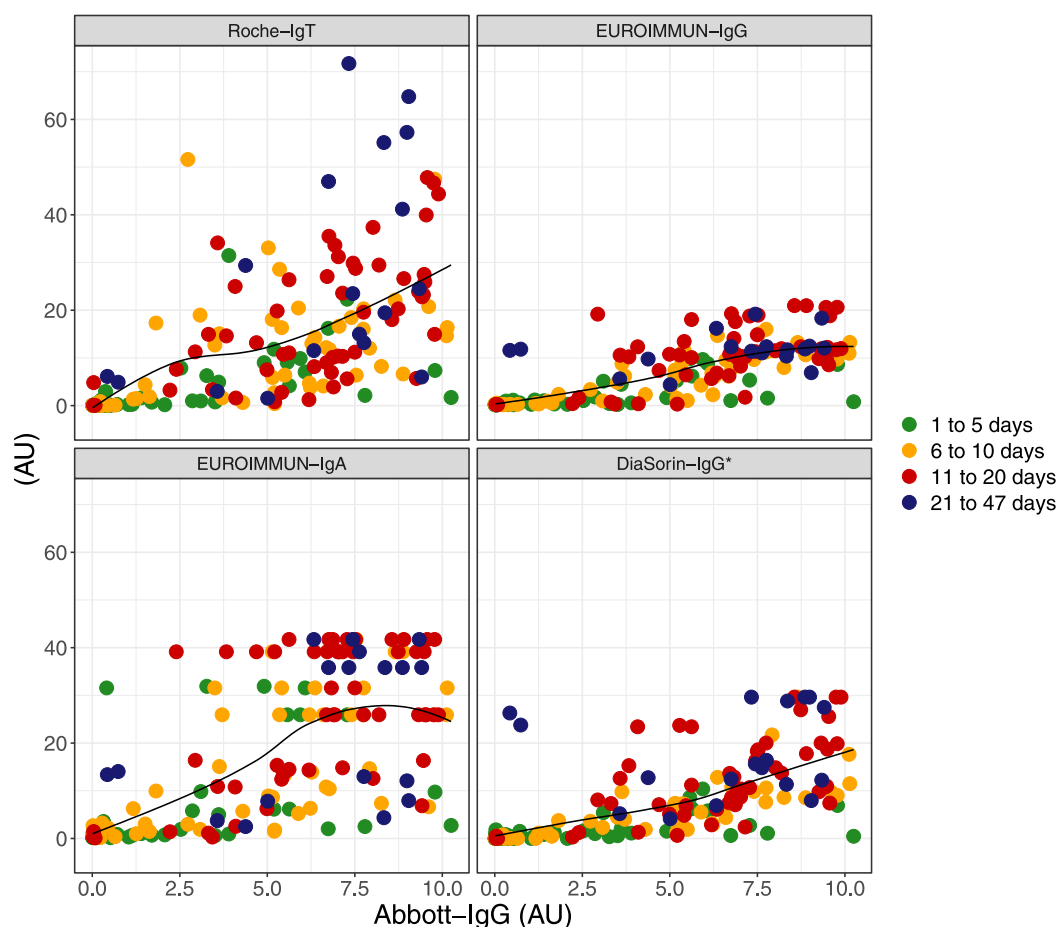 Roche–IgT
EUROIMMUN–IgG
60
40
20
0
EUROIMMUN–IgA
DiaSorin–IgG*
60
40
20
0
0.0 2.5 5.0 7.5 10.0
0.0 2.5 5.0 7.5 10.0
(AU)
Abbott–IgG (AU)
1 to 5 days
6 to 10 days
11 to 20 days
21 to 47 days